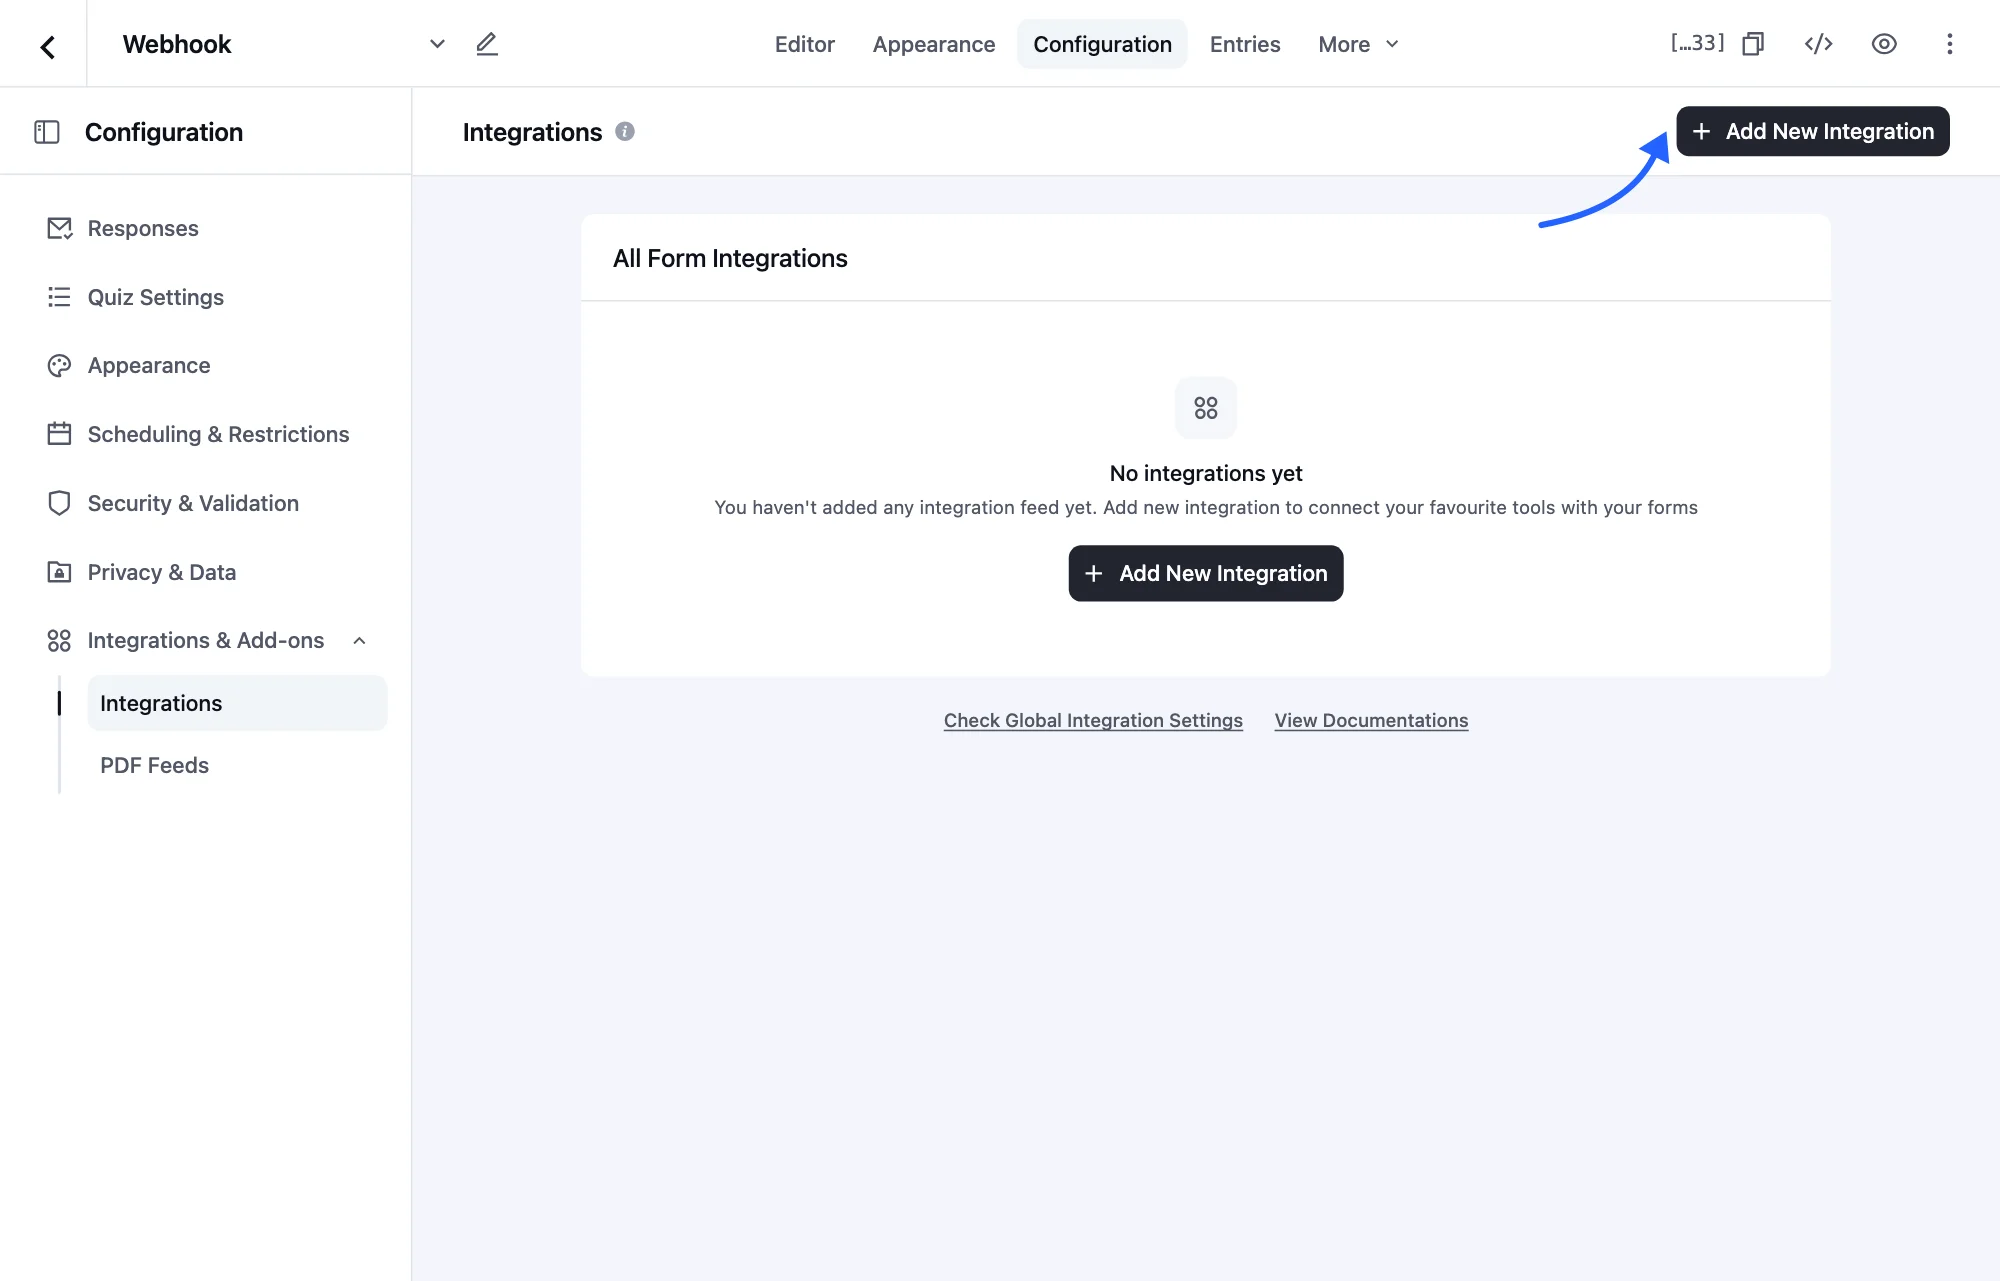 Webhook
Editor Appearance Configuration Entries More
[...33]
Configuration
Integrations
+ Add New Integration
Responses
Quiz Settings
Appearance
Scheduling & Restrictions
Security & Validation
Privacy & Data
Integrations & Add-ons
Integrations
PDF Feeds
All Form Integrations
No integrations yet
You haven't added any integration feed yet. Add new integration to connect your favourite tools with your forms
+ Add New Integration
Check Global Integration Settings View Documentations